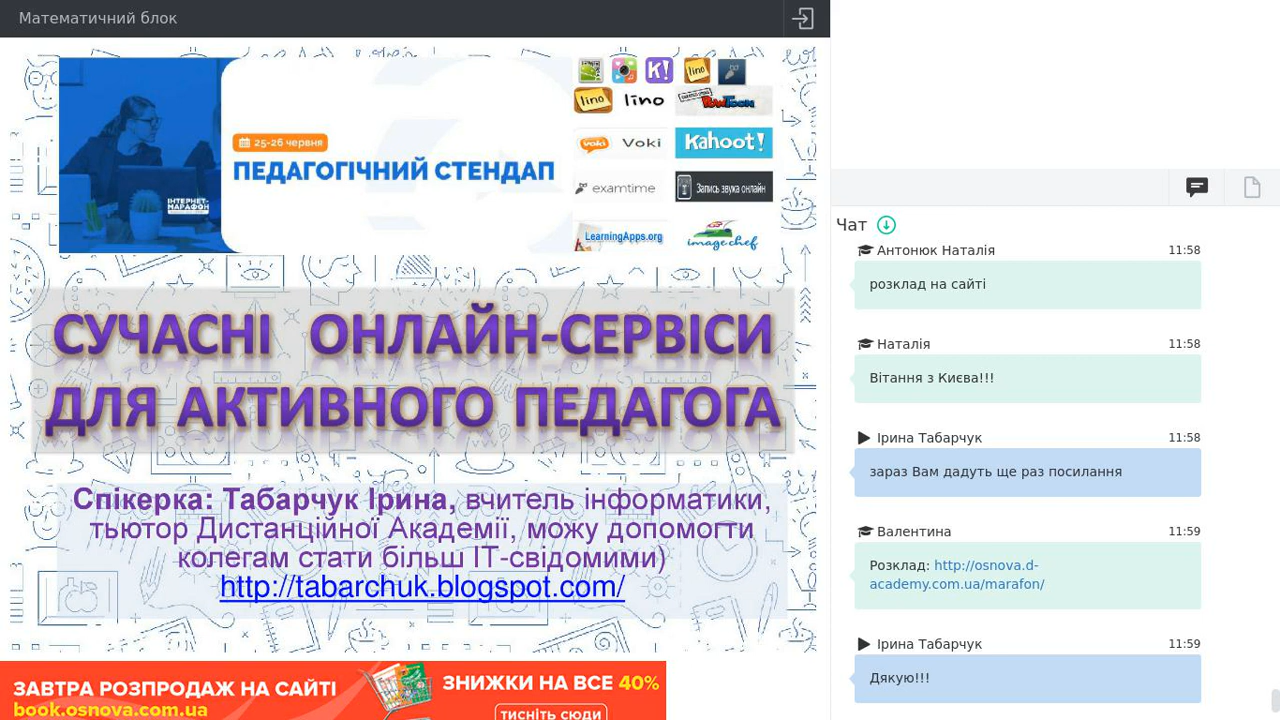 Математичний блок
25-26 червня
ПЕДАГОГІЧНИЙ СТЕНДАП
ІНТЕРНЕТ-
МАРАФОН
K!
lino
lino
lino
PowToon
Voki
Voki
Kahoot!
examtime
Запись звука онлайн
LearningApps.org
image chef
СУЧАСНІ ОНЛАЙН-СЕРВІСИ
ДЛЯ АКТИВНОГО ПЕДАГОГА
Спікерка: Табарчук Ірина, вчитель інформатики,
тьютор Дистанційної Академії, можу допомогти
колегам стати більш ІТ-свідомими)
http://tabarchuk.blogspot.com/
ЗАВТРА РОЗПРОДАЖ НА САЙТІ
book.osnova.com.ua
ЗНИЖКИ НА ВСЕ 40%
тисніть сюди
Чат
Антонюк Наталія 11:58
розклад на сайті
Наталія 11:58
Вітання з Києва!!!
Ірина Табарчук 11:58
зараз Вам дадуть ще раз посилання
Валентина 11:59
Розклад: http://osnova.d-
academy.com.ua/marafon/
Ірина Табарчук 11:59
Дякую!!!